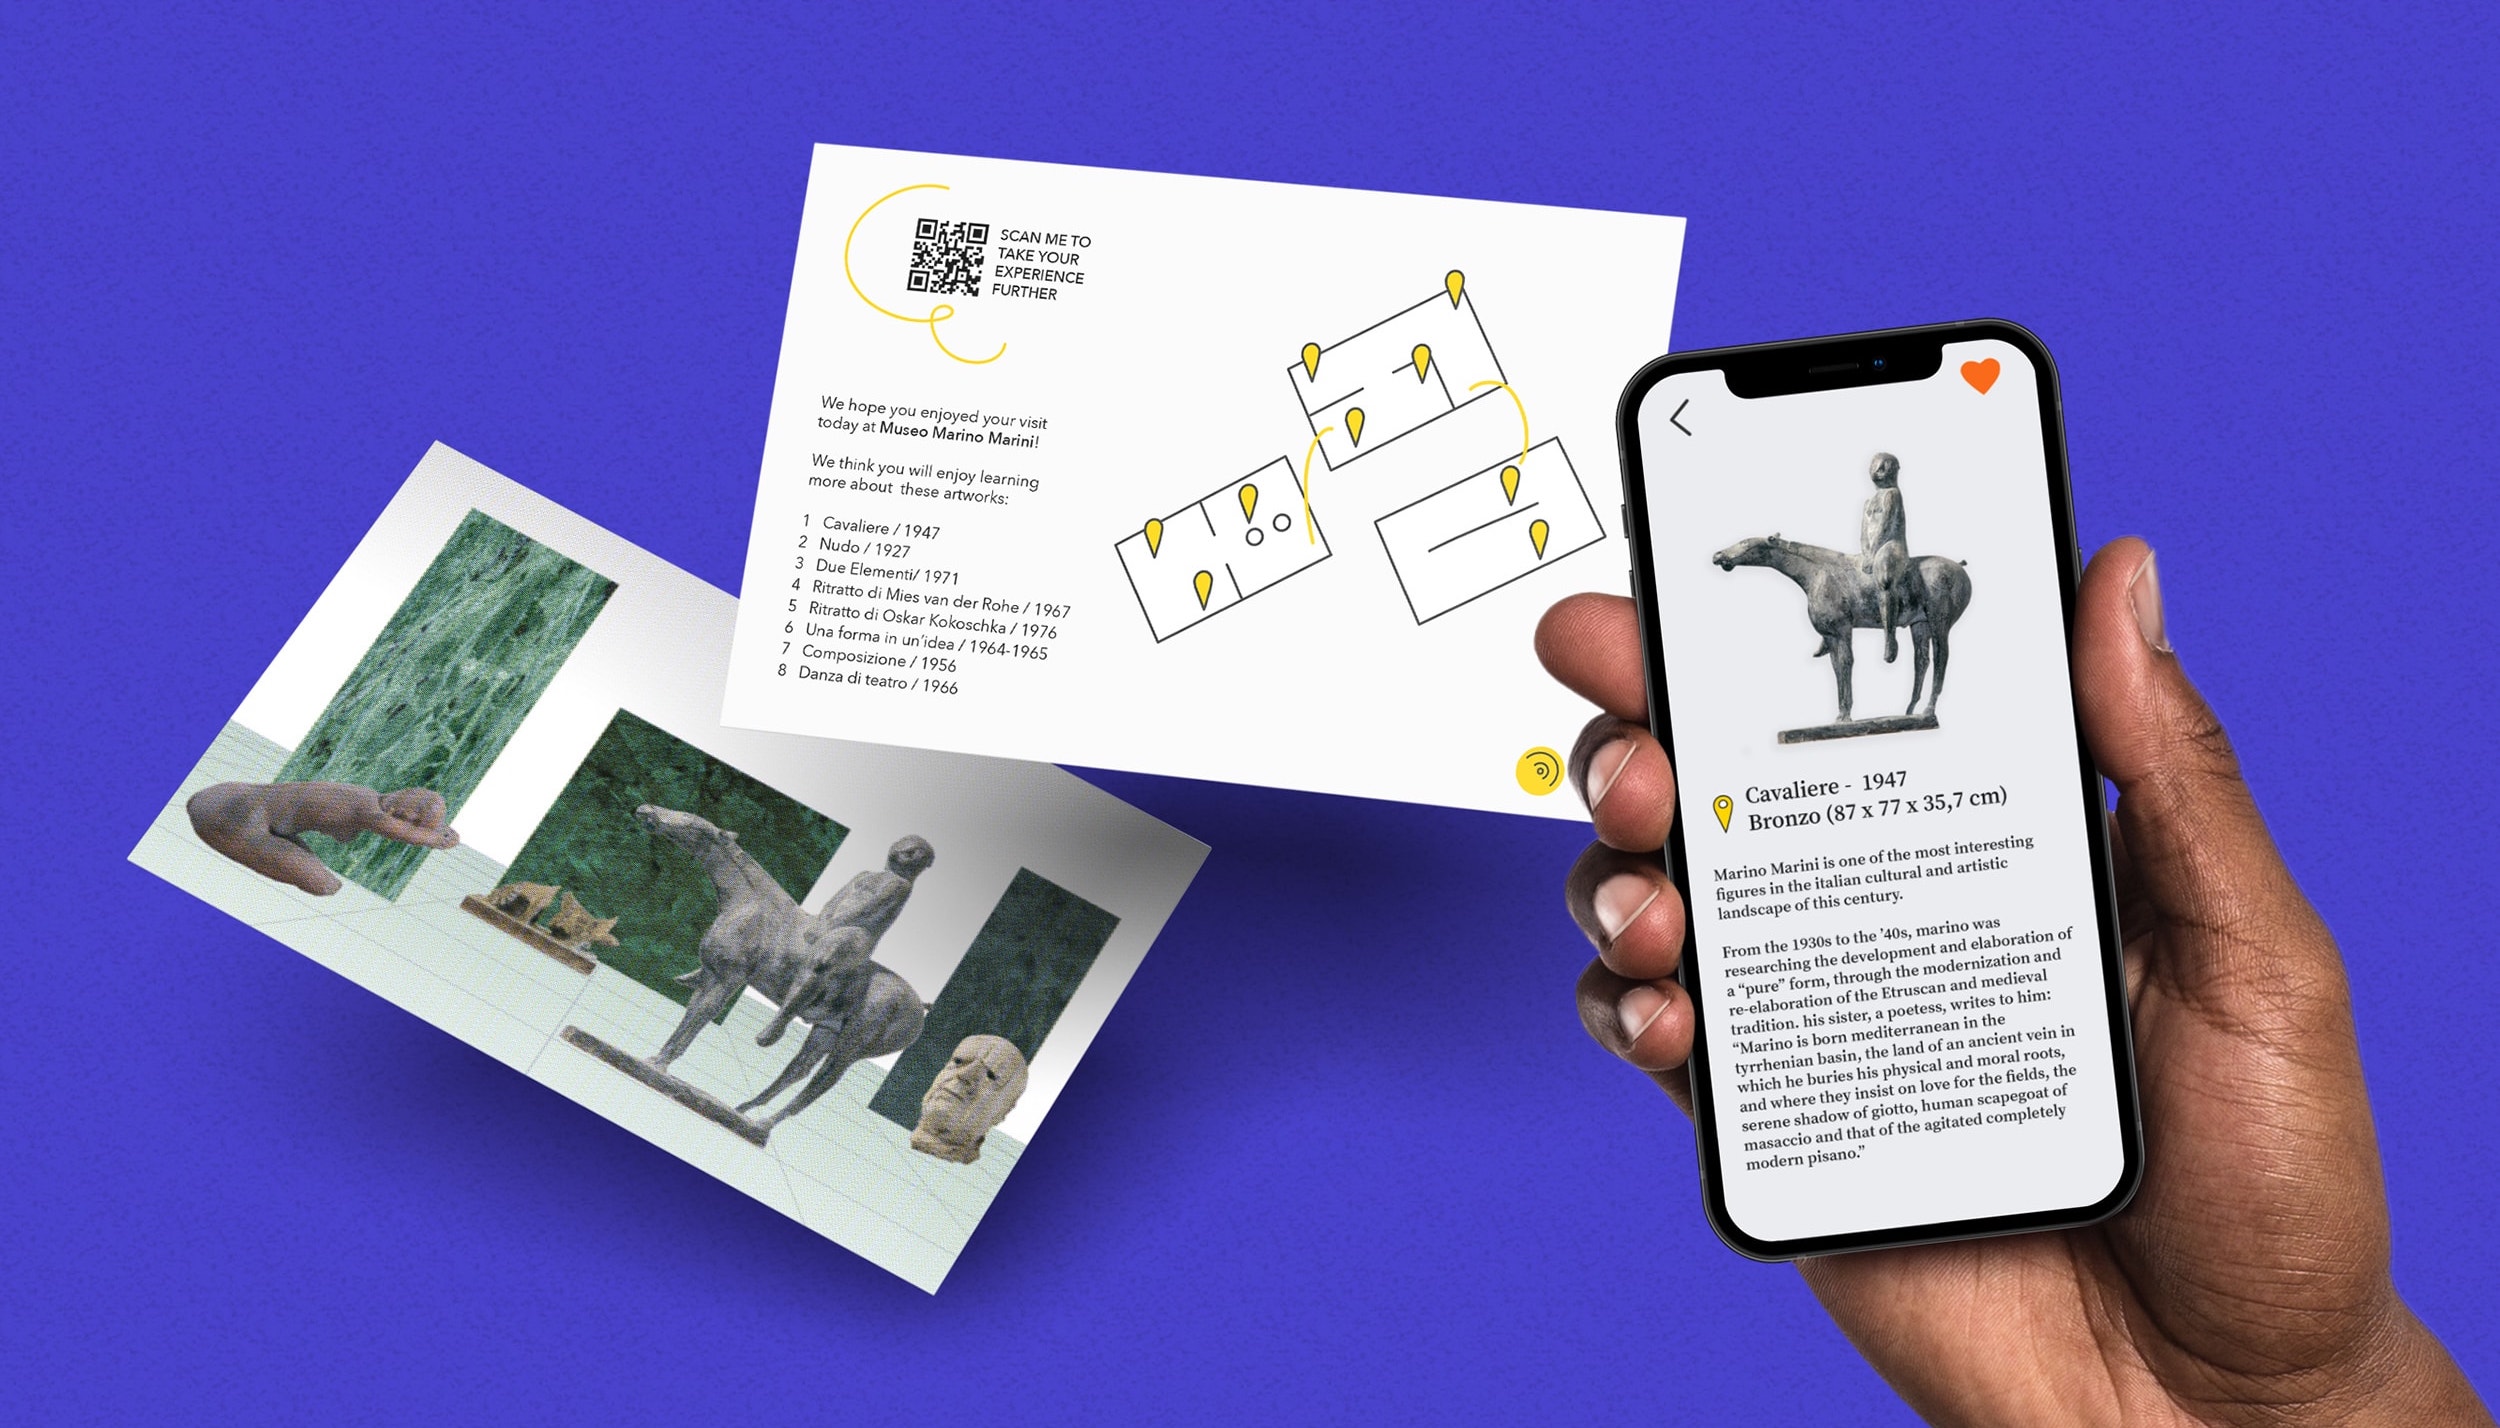 SCAN ME TO
TAKE YOUR
EXPERIENCE
FURTHER
We hope you enjoyed your visit
today at Museo Marino Marini!
We think you will enjoy learning
more about these artworks:
1 Cavaliere / 1947
2 Nudo / 1927
3 Due Elementi/ 1971
4 Ritratto di Mies van der Rohe / 1967
5 Ritratto di Oskar Kokoschka / 1976
6 Una forma in un'idea / 1964-1965
7 Composizione / 1956
8 Danza di teatro / 1966
Cavaliere - 1947
Bronzo (87 x 77 x 35,7 cm)
Marino Marini is one of the most interesting
figures in the italian cultural and artistic
landscape of this century.
From the 1930s to the ’40s, marino was
researching the development and elaboration of
a “pure” form, through the modernization and
re-elaboration of the Etruscan and medieval
tradition. his sister, a poetess, writes to him:
“Marino is born mediterranean in the
tyrrhenian basin, the land of an ancient vein in
which he buries his physical and moral roots,
and where they insist on love for the fields, the
serene shadow of giotto, human scapegoat of
masaccio and that of the agitated completely
modern pisano.”